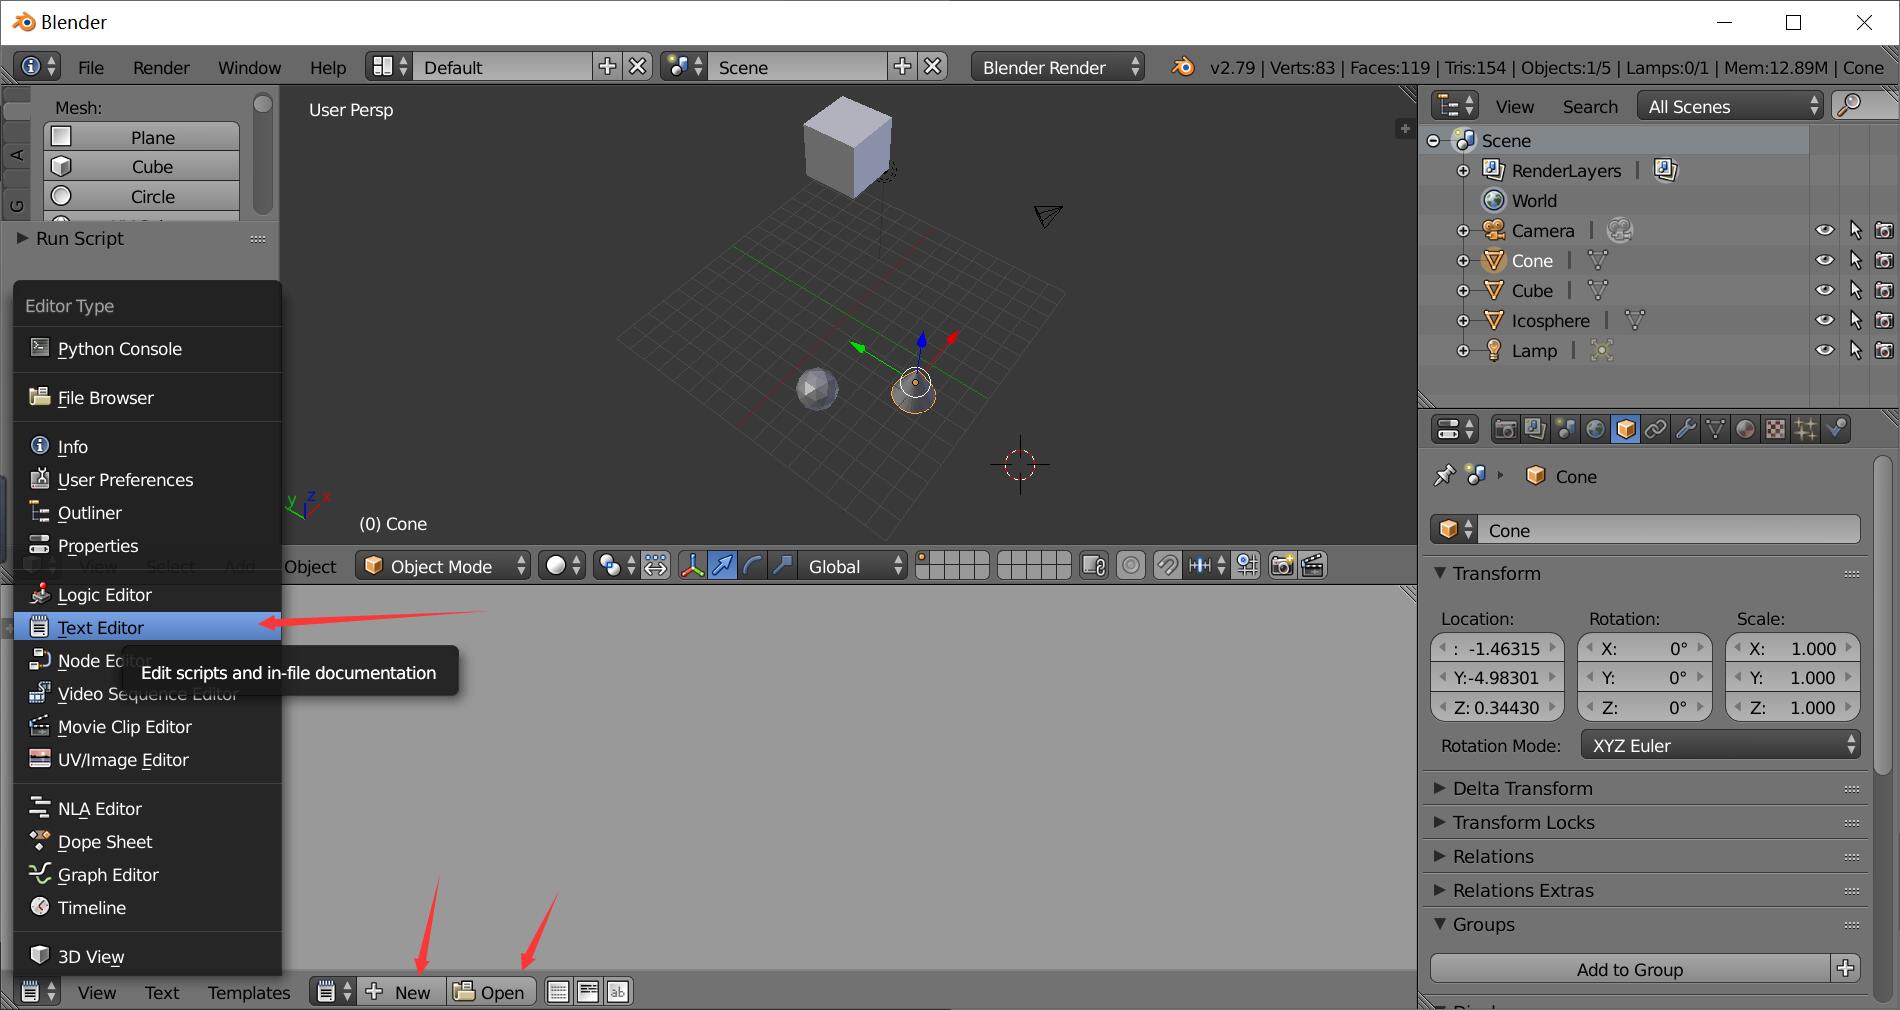 Blender
File Render Window Help Default Scene Blender Render v2.79 | Verts:83 | Faces:119 | Tris:154 | Objects:1/5 | Lamps:0/1 | Mem:12.89M | Cone
Mesh:
Plane
Cube
Circle
A
G
Run Script
User Persp
(0) Cone
y z x
Editor Type
Python Console
File Browser
Info
User Preferences
Outliner
Properties
Logic Editor
Text Editor
Node Editor
Edit scripts and in-file documentation
Video Sequence Editor
Movie Clip Editor
UV/Image Editor
NLA Editor
Dope Sheet
Graph Editor
Timeline
3D View
View Select Add Object Object Mode Global
View Text Templates New Open ab
View Search All Scenes
Scene
RenderLayers |
World
Camera |
Cone |
Cube |
Icosphere |
Lamp |
Cone
Cone
Transform
Location: Rotation: Scale:
: -1.46315 X: 0° X: 1.000
Y:-4.98301 Y: 0° Y: 1.000
Z: 0.34430 Z: 0° Z: 1.000
Rotation Mode: XYZ Euler
Delta Transform
Transform Locks
Relations
Relations Extras
Groups
Add to Group